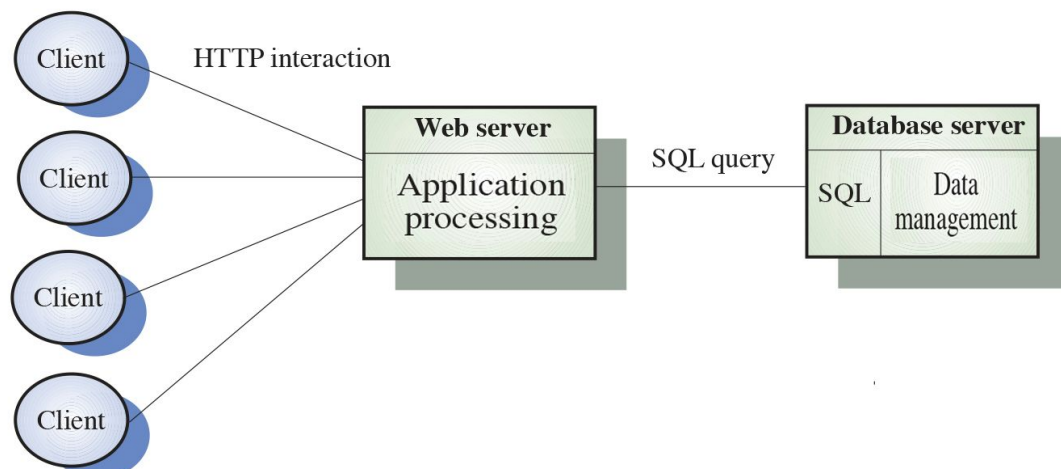 Client
HTTP interaction
Client
Client
Client
Web server
Application
processing
SQL query
Database server
SQL
Data
management